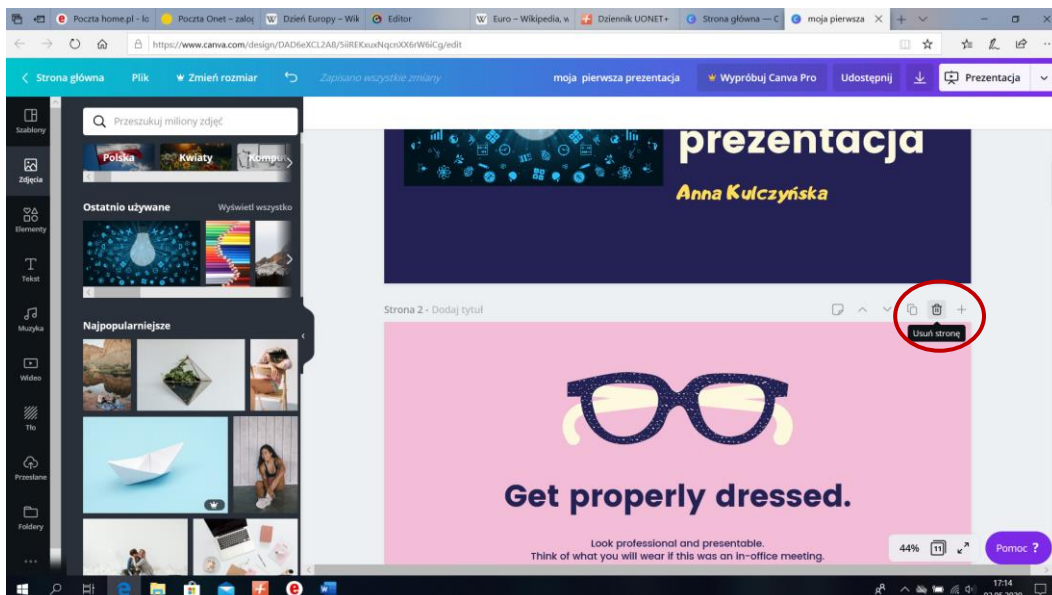 Poczta home.pl - lo
Poczta Onet – zalog
Dzień Europy – Wik
Editor
Euro – Wikipedia, w
Dziennik UONET+
Strona główna — C
moja pierwsza
https://www.canva.com/design/DAD6eXCL2A8/5iiREKxuxNqcnXX6rW6iCg/edit
Strona główna
Plik
Zmień rozmiar
Zapisano wszystkie zmiany
moja pierwsza prezentacja
Wypróbuj Canva Pro
Udostępnij
Prezentacja
Szablony
Zdjęcia
Elementy
Tekst
Muzyka
Wideo
Tło
Przesłane
Foldery
Przeszukuj miliony zdjęć
Polska
Kwiaty
Komput
Ostatnio używane
Wyświetl wszystko
Najpopularniejsze
prezentacja
Anna Kulczyńska
Strona 2 - Dodaj tytuł
Usuń stronę
Get properly dressed.
Look professional and presentable.
Think of what you will wear if this was an in-office meeting.
44%
11
Pomoc ?
17:14